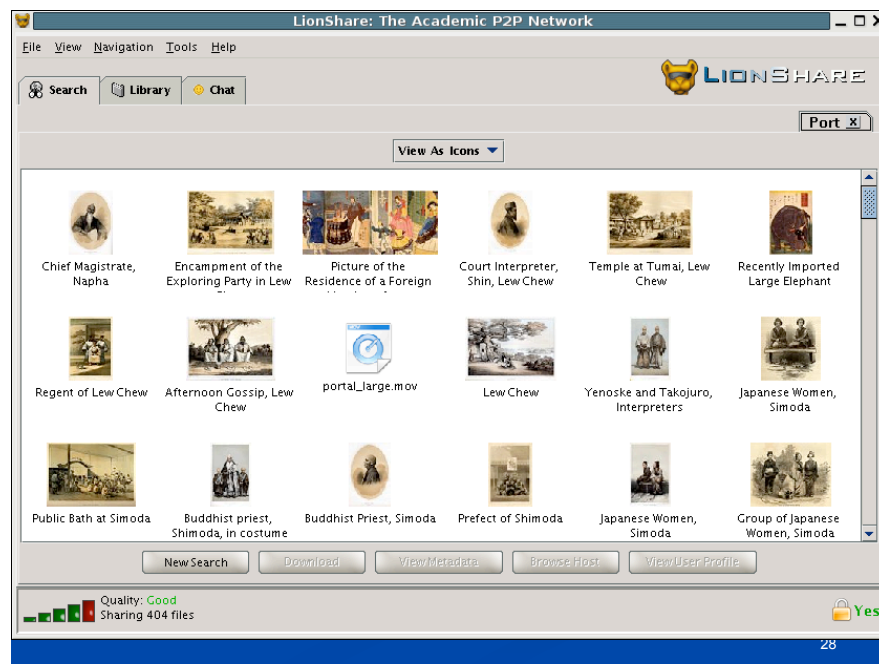 LionShare: The Academic P2P Network
File View Navigation Tools Help
LIONSHARE
Search Library Chat
Port x
View As Icons
Chief Magistrate,
Napha
Encampment of the
Exploring Party in Lew
Picture of the
Residence of a Foreign
Court Interpreter,
Shin, Lew Chew
Temple at Tumai, Lew
Chew
Recently Imported
Large Elephant
Regent of Lew Chew
Afternoon Gossip, Lew
Chew
portal_large.mov
Lew Chew
Yenoske and Takojuro,
Interpreters
Japanese Women,
Simoda
Public Bath at Simoda
Buddhist priest,
Shimoda, in costume
Buddhist Priest, Simoda
Prefect of Shimoda
Japanese Women,
Simoda
Group of Japanese
Women, Simoda
New Search Download View Metadata Browse Host View User Profile
Quality: Good
Sharing 404 files
Yes
28